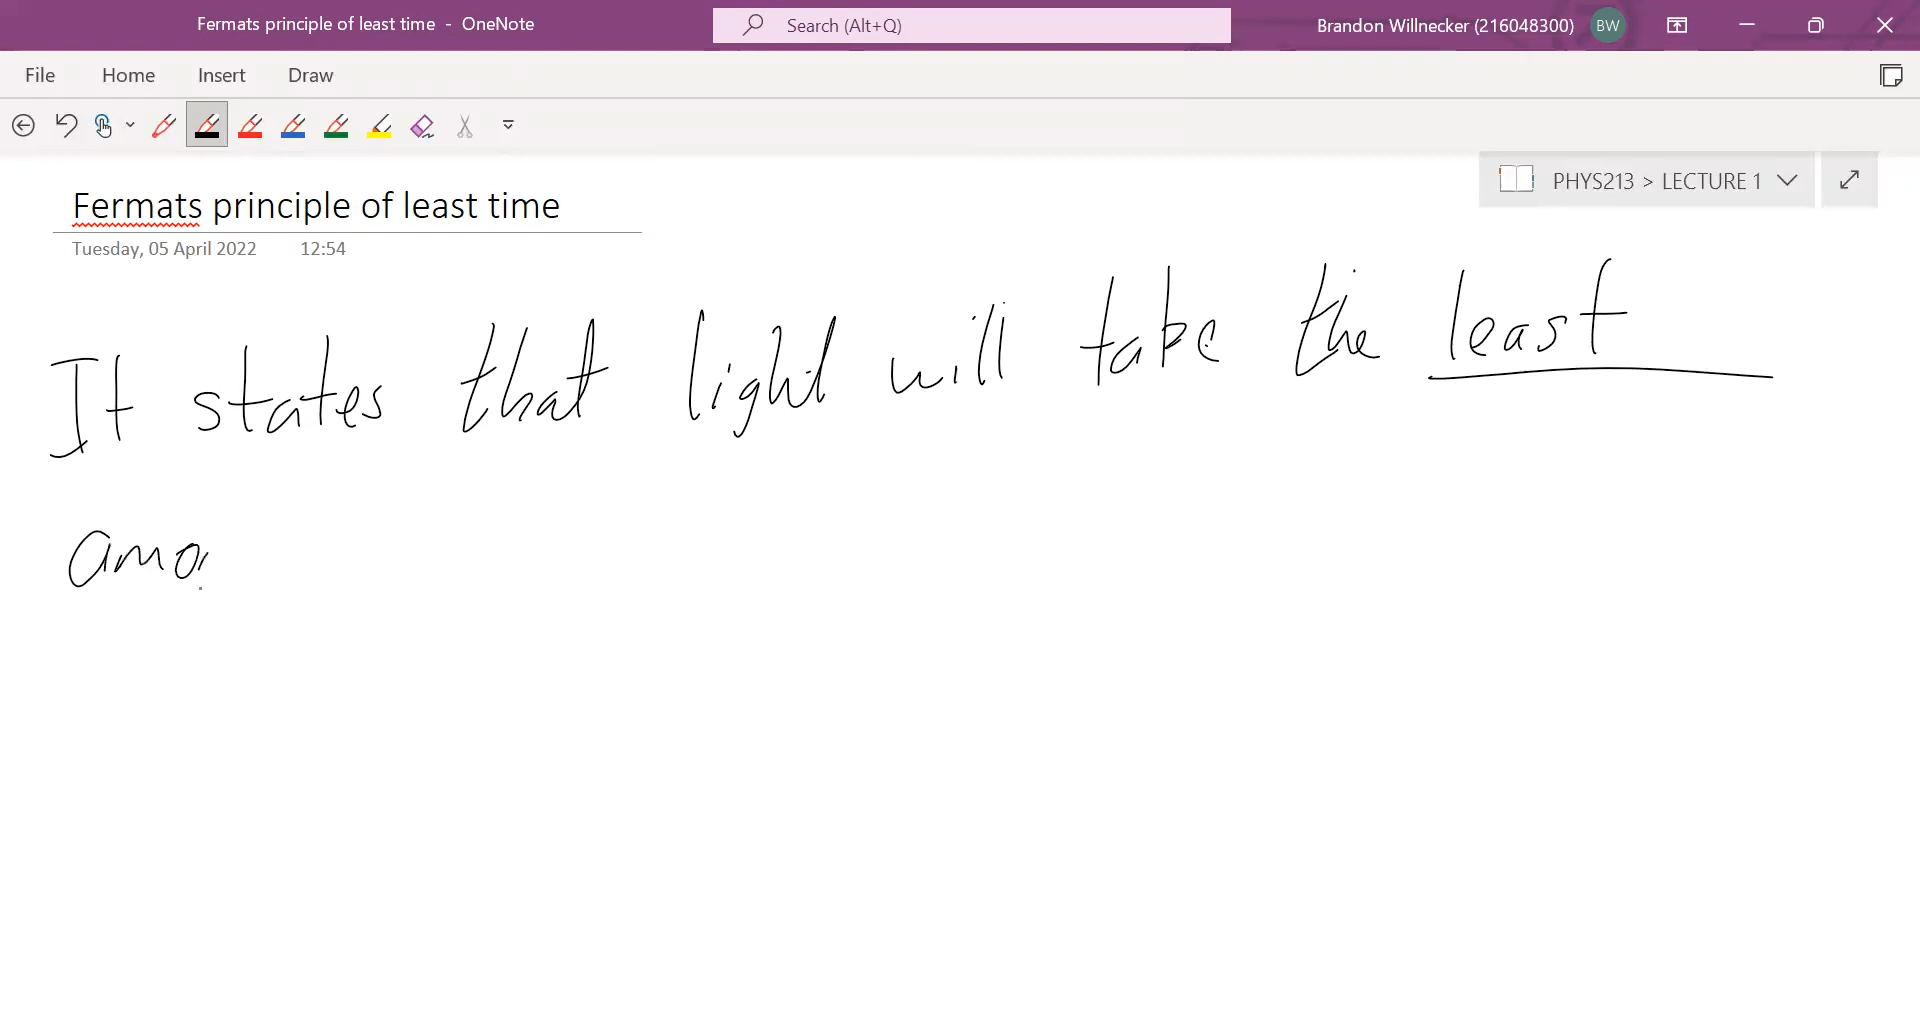 Fermats principle of least time - OneNote
Search (Alt+Q)
Brandon Willnecker (216048300) BW
File Home Insert Draw
PHYS213 > LECTURE 1
Fermats principle of least time
Tuesday, 05 April 2022 12:54
It states that light will take the least
amo